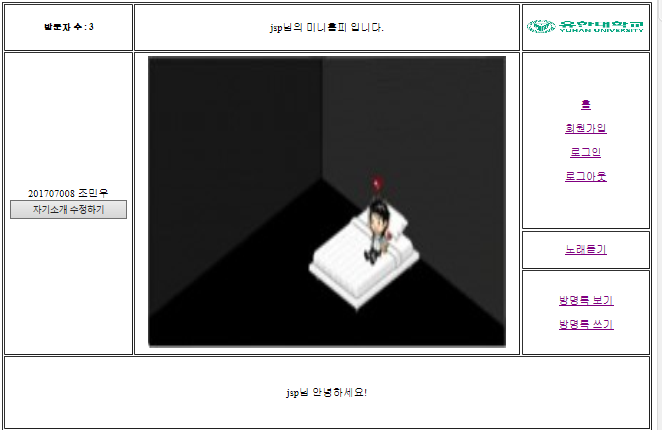 방문자 수 : 3
jsp님의 미니홈피 입니다.
유한대학교
YUHAN UNIVERSITY
201707008 조민우
자기소개 수정하기
홈
회원가입
로그인
로그아웃
노래듣기
방명록 보기
방명록 쓰기
jsp님 안녕하세요!